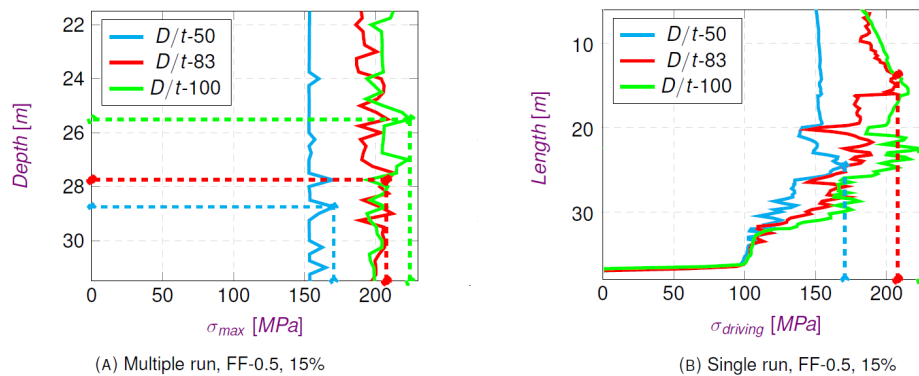 22
24
26
28
30
0
50
100
150
200
Depth [m]
σmax [MPa]
D/t-50
D/t-83
D/t-100
(A) Multiple run, FF-0.5, 15%
10
20
30
0
50
100
150
200
Length [m]
σdriving [MPa]
D/t-50
D/t-83
D/t-100
(B) Single run, FF-0.5, 15%